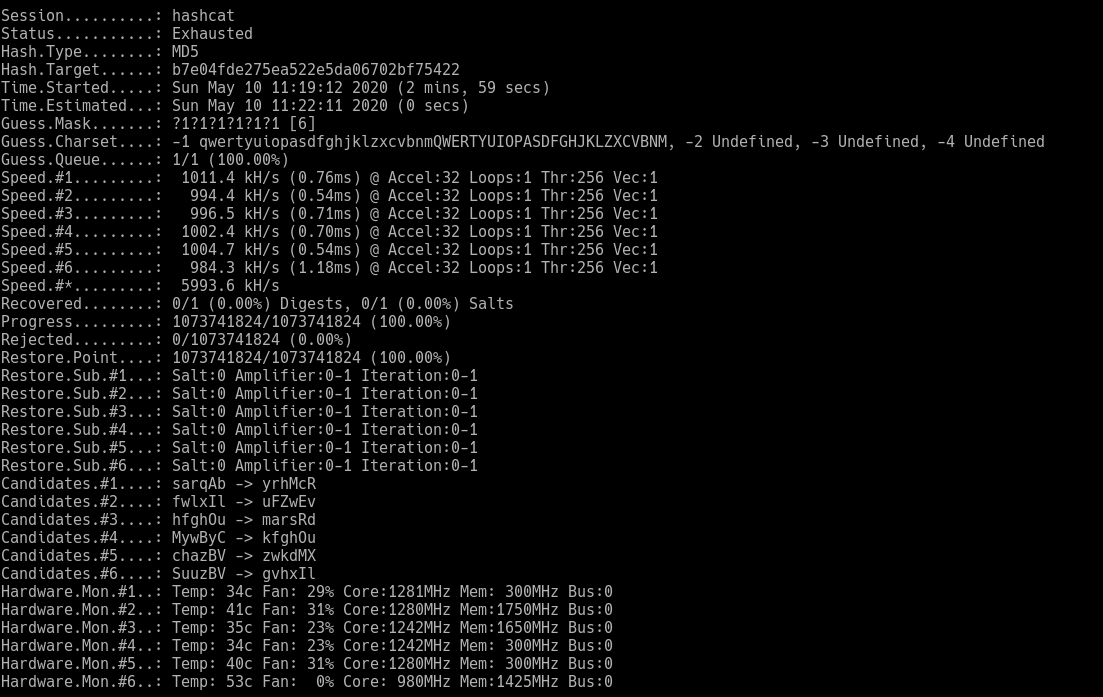 Session..........: hashcat
Status...........: Exhausted
Hash.Type........: MD5
Hash.Target......: b7e04fde275ea522e5da06702bf75422
Time.Started.....: Sun May 10 11:19:12 2020 (2 mins, 59 secs)
Time.Estimated...: Sun May 10 11:22:11 2020 (0 secs)
Guess.Mask.......: ?1?1?1?1?1?1 [6]
Guess.Charset....: -1 qwertyuiopasdfghjklzxcvbnmQWERTYUIOPASDFGHJKLZXCVBNM, -2 Undefined, -3 Undefined, -4 Undefined
Guess.Queue......: 1/1 (100.00%)
Speed.#1.........:  1011.4 kH/s (0.76ms) @ Accel:32 Loops:1 Thr:256 Vec:1
Speed.#2.........:   994.4 kH/s (0.54ms) @ Accel:32 Loops:1 Thr:256 Vec:1
Speed.#3.........:   996.5 kH/s (0.71ms) @ Accel:32 Loops:1 Thr:256 Vec:1
Speed.#4.........:  1002.4 kH/s (0.70ms) @ Accel:32 Loops:1 Thr:256 Vec:1
Speed.#5.........:  1004.7 kH/s (0.54ms) @ Accel:32 Loops:1 Thr:256 Vec:1
Speed.#6.........:   984.3 kH/s (1.18ms) @ Accel:32 Loops:1 Thr:256 Vec:1
Speed.#*.........:  5993.6 kH/s
Recovered........: 0/1 (0.00%) Digests, 0/1 (0.00%) Salts
Progress.........: 1073741824/1073741824 (100.00%)
Rejected.........: 0/1073741824 (0.00%)
Restore.Point....: 1073741824/1073741824 (100.00%)
Restore.Sub.#1...: Salt:0 Amplifier:0-1 Iteration:0-1
Restore.Sub.#2...: Salt:0 Amplifier:0-1 Iteration:0-1
Restore.Sub.#3...: Salt:0 Amplifier:0-1 Iteration:0-1
Restore.Sub.#4...: Salt:0 Amplifier:0-1 Iteration:0-1
Restore.Sub.#5...: Salt:0 Amplifier:0-1 Iteration:0-1
Restore.Sub.#6...: Salt:0 Amplifier:0-1 Iteration:0-1
Candidates.#1....: sarqAb -> yrhMcR
Candidates.#2....: fwlxIl -> uFZwEv
Candidates.#3....: hfghOu -> marsRd
Candidates.#4....: MywByC -> kfghOu
Candidates.#5....: chazBV -> zwkdMX
Candidates.#6....: SuuzBV -> gvhxIl
Hardware.Mon.#1..: Temp: 34c Fan: 29% Core:1281MHz Mem: 300MHz Bus:0
Hardware.Mon.#2..: Temp: 41c Fan: 31% Core:1280MHz Mem:1750MHz Bus:0
Hardware.Mon.#3..: Temp: 35c Fan: 23% Core:1242MHz Mem:1650MHz Bus:0
Hardware.Mon.#4..: Temp: 34c Fan: 23% Core:1242MHz Mem: 300MHz Bus:0
Hardware.Mon.#5..: Temp: 40c Fan: 31% Core:1280MHz Mem: 300MHz Bus:0
Hardware.Mon.#6..: Temp: 53c Fan:  0% Core: 980MHz Mem:1425MHz Bus:0